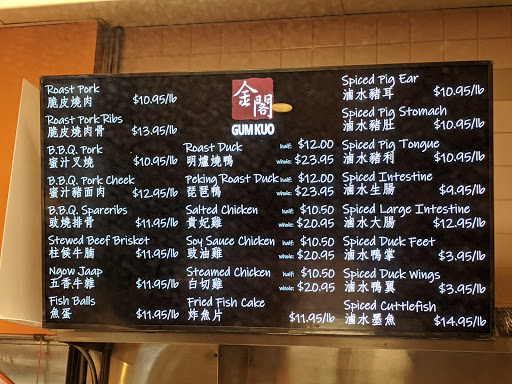 Roast Pork
脆皮燒肉 $10.95/lb
Roast Pork Ribs
脆皮燒肉骨 $13.95/lb
B.B.Q. Pork
蜜汁叉燒 $10.95/lb
B.B.Q. Pork Cheek
蜜汁豬面肉 $12.95/lb
B.B.Q. Spareribs
豉燒排骨 $11.95/lb
Stewed Beef Brisket
柱侯牛腩 $11.95/lb
Ngow Jaap
五香牛雜 $11.95/lb
Fish Balls
魚蛋 $11.95/lb
金閣
GUM KUO
Roast Duck half: $12.00
明爐燒鴨 whole: $23.95
Peking Roast Duck half: $12.00
琵琶鴨 whole: $23.95
Salted Chicken half: $10.50
貴妃雞 whole: $20.95
Soy Sauce Chicken half: $10.50
豉油雞 whole: $20.95
Steamed Chicken half: $10.50
白切雞 whole: $20.95
Fried Fish Cake
炸魚片 $11.95/lb
Spiced Pig Ear
滷水豬耳 $10.95/lb
Spiced Pig Stomach
滷水豬肚 $10.95/lb
Spiced Pig Tongue
滷水豬利 $10.95/lb
Spiced Intestine
滷水生腸 $9.95/lb
Spiced Large Intestine
滷水大腸 $12.95/lb
Spiced Duck Feet
滷水鴨掌 $3.95/lb
Spiced Duck Wings
滷水鴨翼 $3.95/lb
Spiced Cuttlefish
滷水墨魚 $14.95/lb